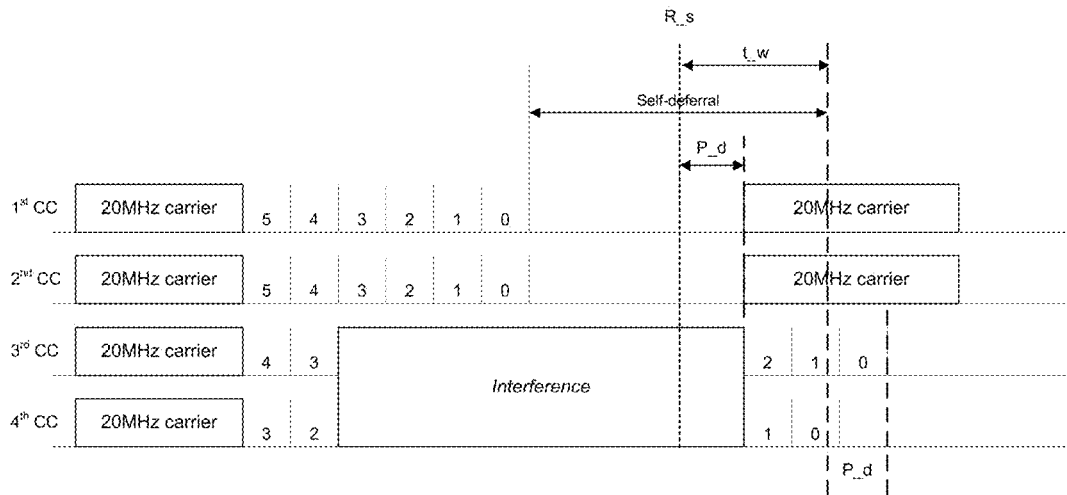 R_s
t_w
Self-deferral
P_d
1st CC 20MHz carrier 5 4 3 2 1 0 20MHz carrier
2nd CC 20MHz carrier 5 4 3 2 1 0 20MHz carrier
3rd CC 20MHz carrier 4 3 2 1 0
Interference
4th CC 20MHz carrier 3 2 1 0
P_d